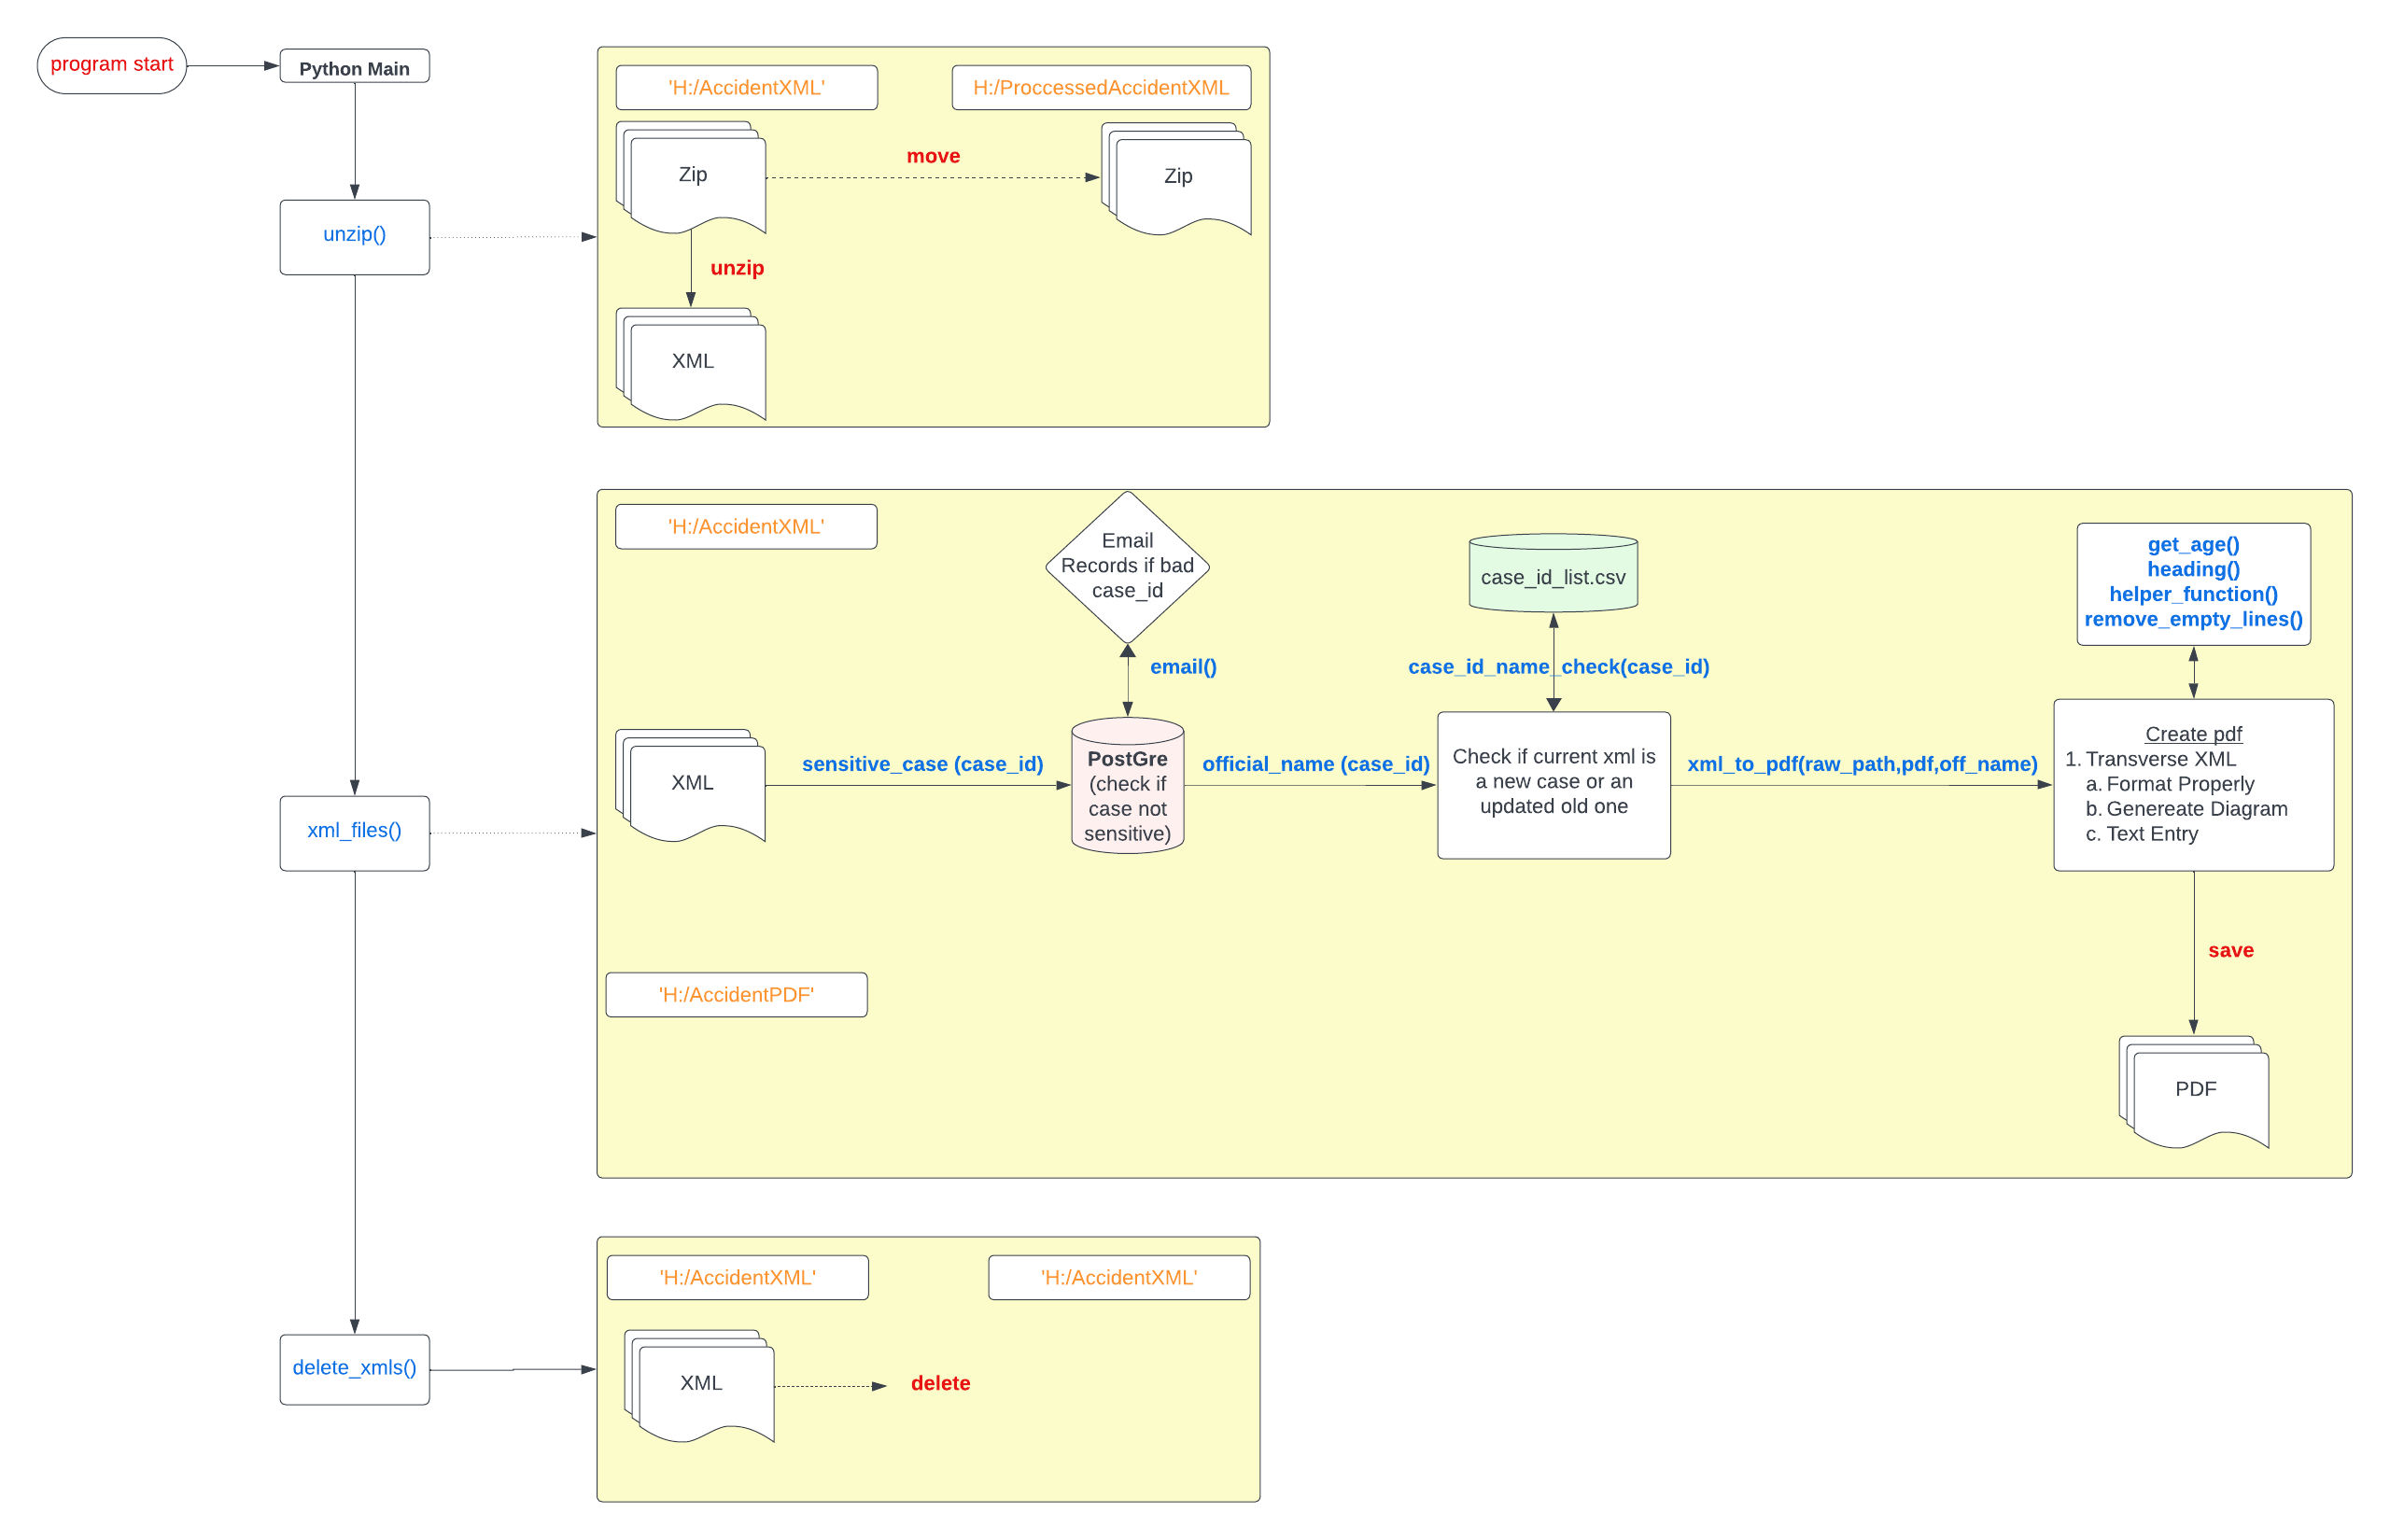 program start
Python Main
unzip()
'H:/AccidentXML'
H:/ProccessedAccidentXML
Zip
move
Zip
unzip
XML
xml_files()
'H:/AccidentXML'
Email
Records if bad
case_id
email()
case_id_list.csv
case_id_name_check(case_id)
get_age()
heading()
helper_function()
remove_empty_lines()
XML
sensitive_case (case_id)
PostGre
(check if
case not
sensitive)
official_name (case_id)
Check if current xml is
a new case or an
updated old one
xml_to_pdf(raw_path,pdf,off_name)
Create pdf
1. Transverse XML
a. Format Properly
b. Genereate Diagram
c. Text Entry
save
'H:/AccidentPDF'
PDF
delete_xmls()
'H:/AccidentXML'
'H:/AccidentXML'
XML
delete